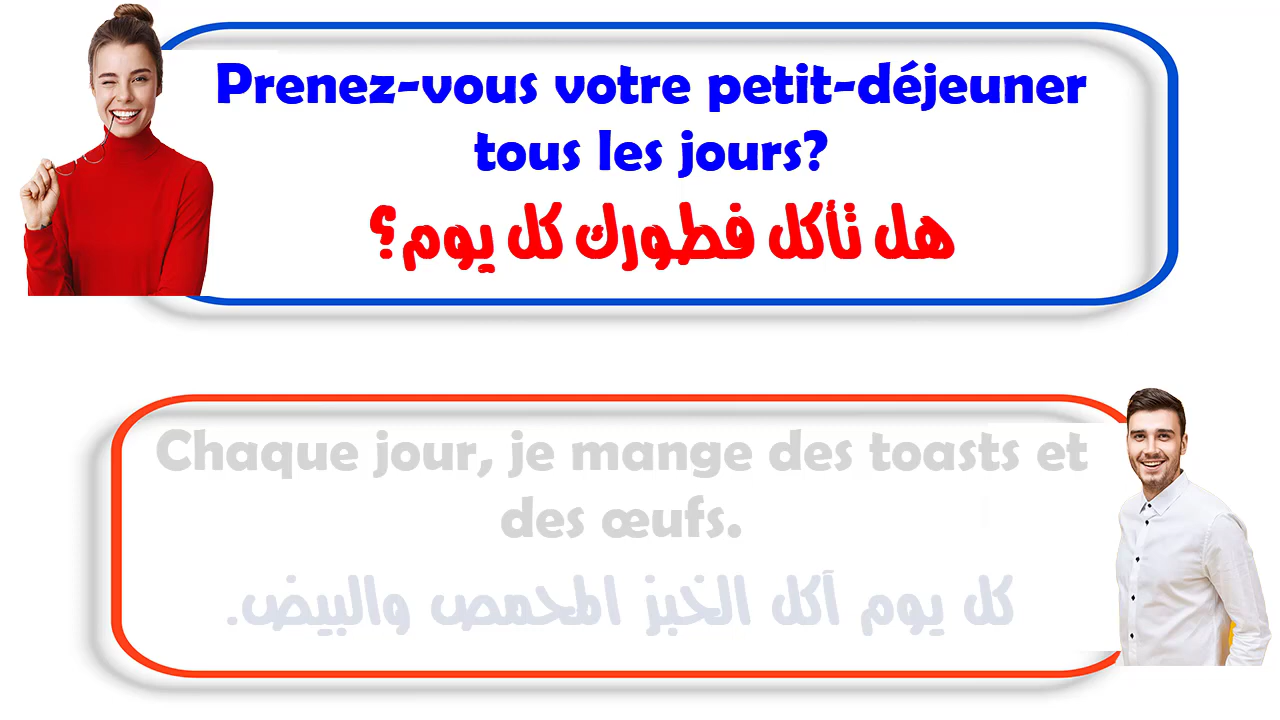 Prenez-vous votre petit-déjeuner
tous les jours?
هل تأكل فطورك كل يوم؟
Chaque jour, je mange des toasts et
des œufs.
كل يوم آكل الخبز المحمص والبيض.